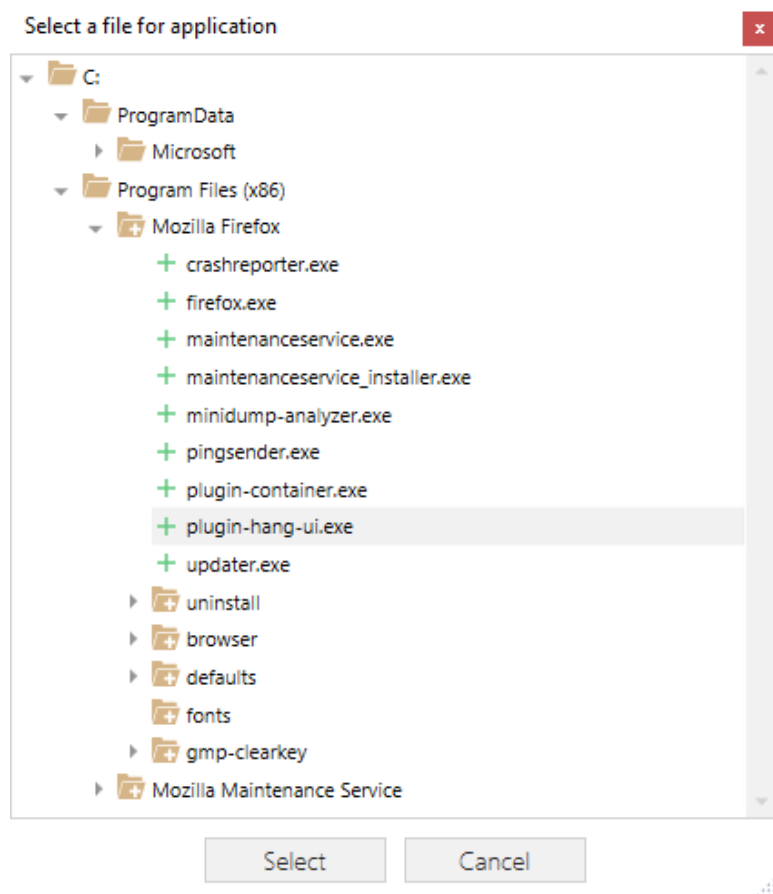 Select a file for application
x
C:
ProgramData
Microsoft
Program Files (x86)
Mozilla Firefox
crashreporter.exe
firefox.exe
maintenanceservice.exe
maintenanceservice_installer.exe
minidump-analyzer.exe
pingsender.exe
plugin-container.exe
plugin-hang-ui.exe
updater.exe
uninstall
browser
defaults
fonts
gmp-clearkey
Mozilla Maintenance Service
Select Cancel